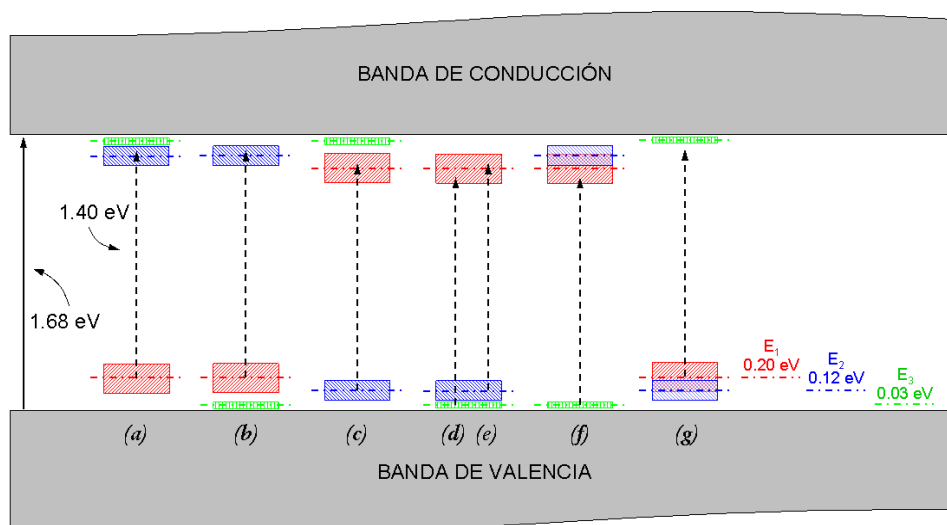 BANDA DE CONDUCCIÓN
1.40 eV
1.68 eV
E1
0.20 eV
E2
0.12 eV
E3
0.03 eV
(a) (b) (c) (d) (e) (f) (g)
BANDA DE VALENCIA